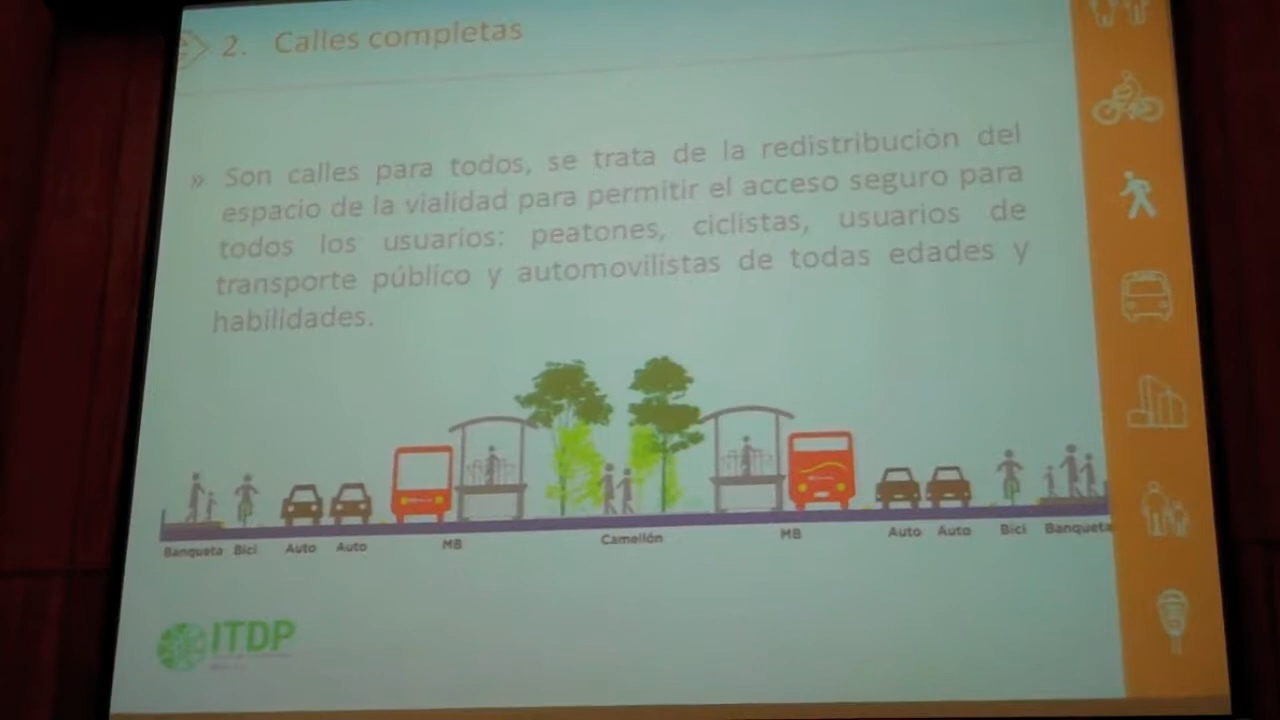 2. Calles completas
» Son calles para todos, se trata de la redistribución del
espacio de la vialidad para permitir el acceso seguro para
todos los usuarios: peatones, ciclistas, usuarios de
transporte público y automovilistas de todas edades y
habilidades.
Banqueta Bici Auto Auto MB Camellón MB Auto Auto Bici Banqueta
ITDP